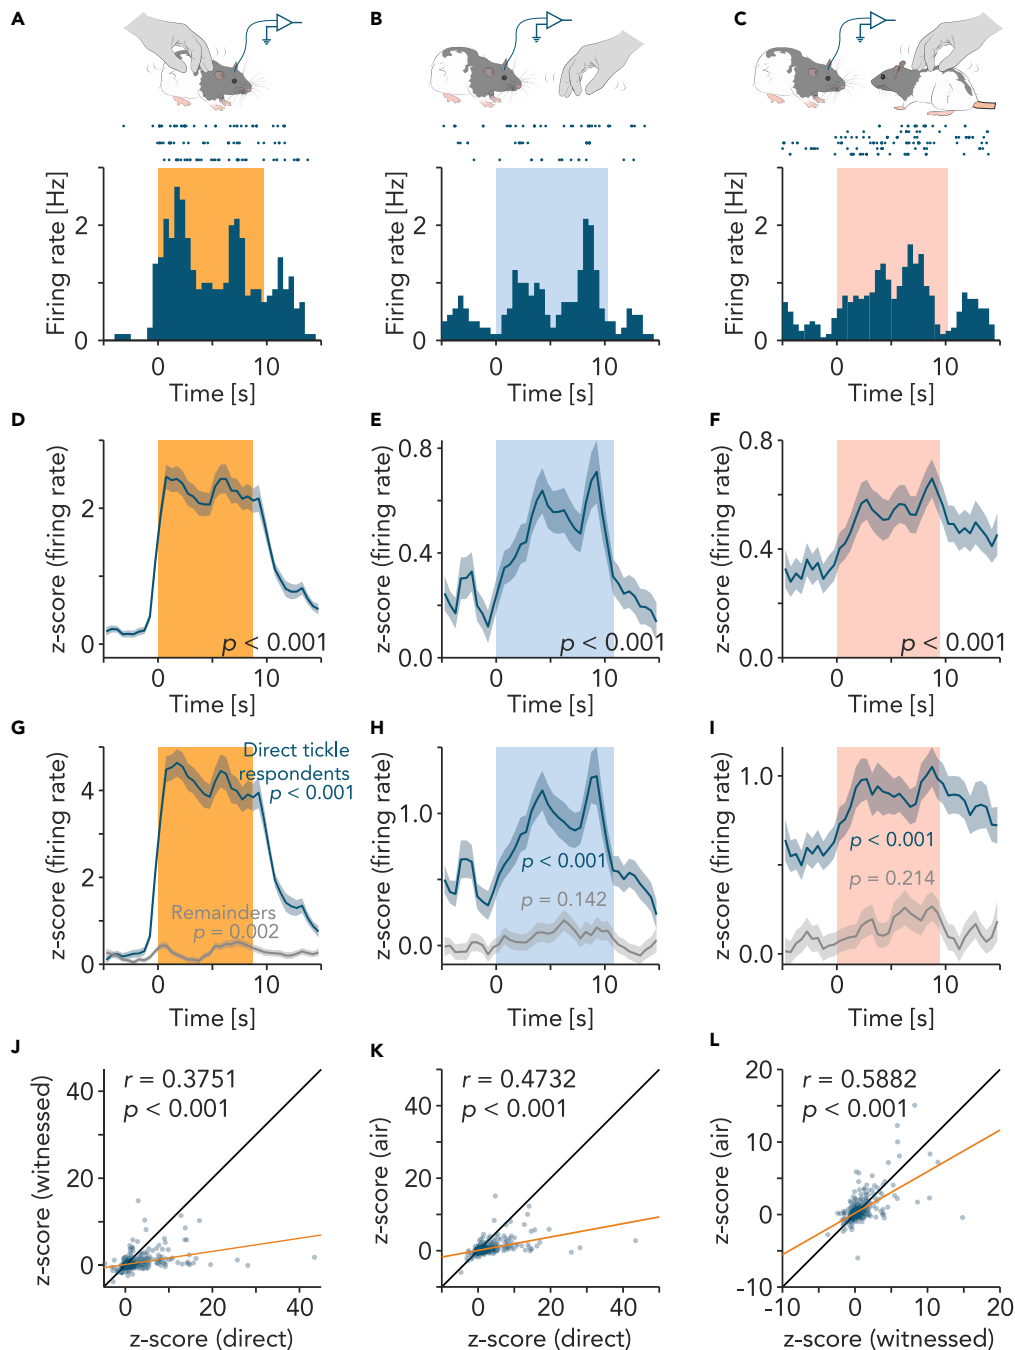 A
B
C
Firing rate [Hz]
2
0
0
10
Time [s]
Firing rate [Hz]
2
0
0
10
Time [s]
Firing rate [Hz]
2
0
0
10
Time [s]
D
E
F
z-score (firing rate)
2
0
p < 0.001
0
10
Time [s]
z-score (firing rate)
0.8
0.4
0.0
p < 0.001
0
10
Time [s]
z-score (firing rate)
0.8
0.4
0.0
p < 0.001
0
10
Time [s]
G
H
I
z-score (firing rate)
4
2
0
Direct tickle
respondents
p < 0.001
Remainders
p = 0.002
0
10
Time [s]
z-score (firing rate)
1.0
0.0
p < 0.001
p = 0.142
0
10
Time [s]
z-score (firing rate)
1.0
0.0
p < 0.001
p = 0.214
0
10
Time [s]
J
K
L
z-score (witnessed)
40
20
0
r = 0.3751
p < 0.001
0
20
40
z-score (direct)
z-score (air)
40
20
0
r = 0.4732
p < 0.001
0
20
40
z-score (direct)
z-score (air)
20
10
0
-10
r = 0.5882
p < 0.001
-10
0
10
20
z-score (witnessed)